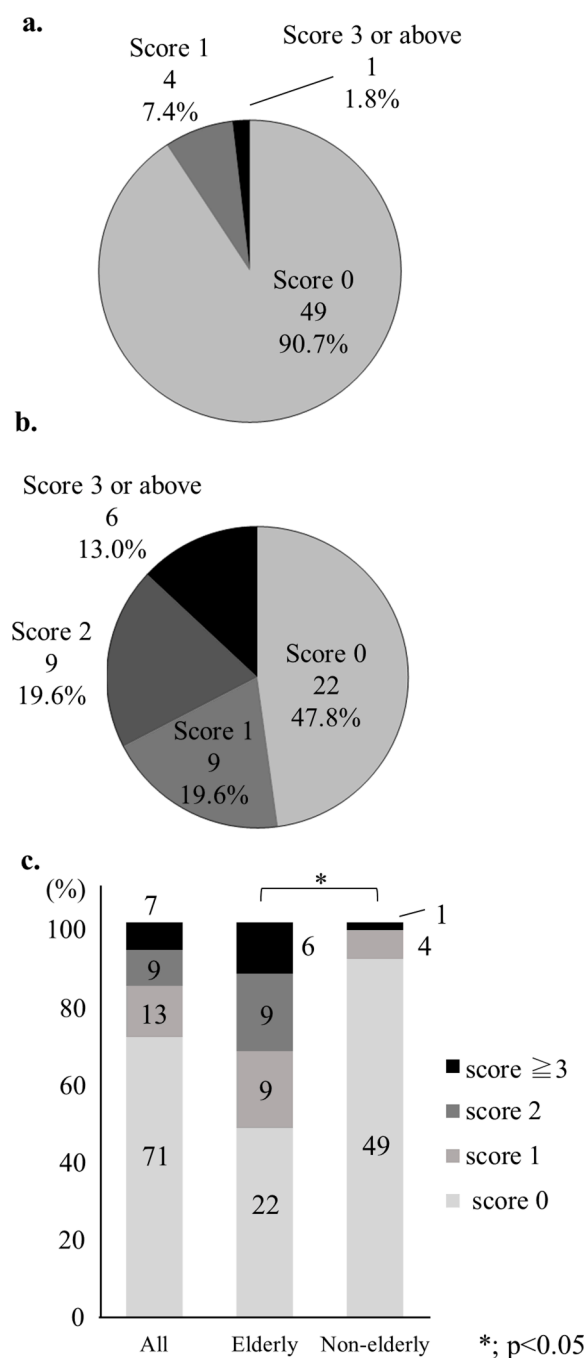 a.
Score 1
4
7.4%
Score 3 or above
1
1.8%
Score 0
49
90.7%
b.
Score 3 or above
6
13.0%
Score 2
9
19.6%
Score 0
22
47.8%
Score 1
9
19.6%
c.
(%)
100
80
60
40
20
0
7
9
13
71
6
9
9
22
*
1
4
49
score ≧3
score 2
score 1
score 0
All
Elderly
Non-elderly
*; p<0.05